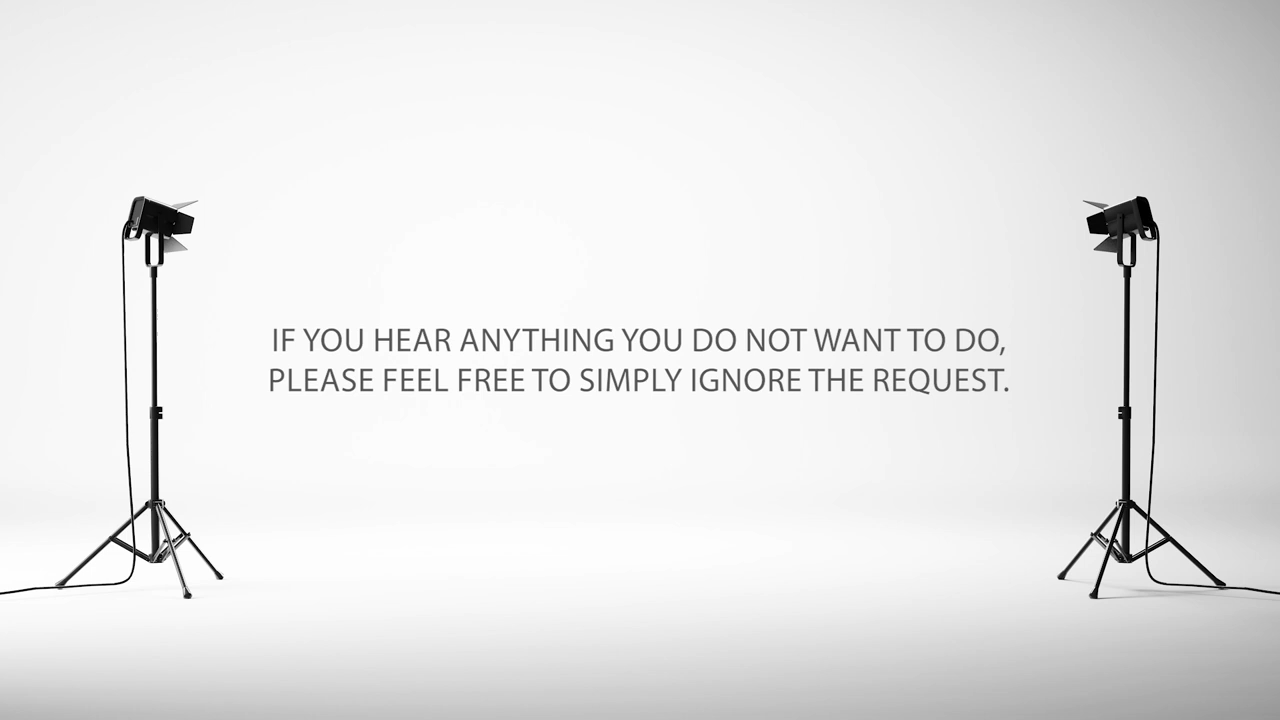 IF YOU HEAR ANYTHING YOU DO NOT WANT TO DO,
PLEASE FEEL FREE TO SIMPLY IGNORE THE REQUEST.